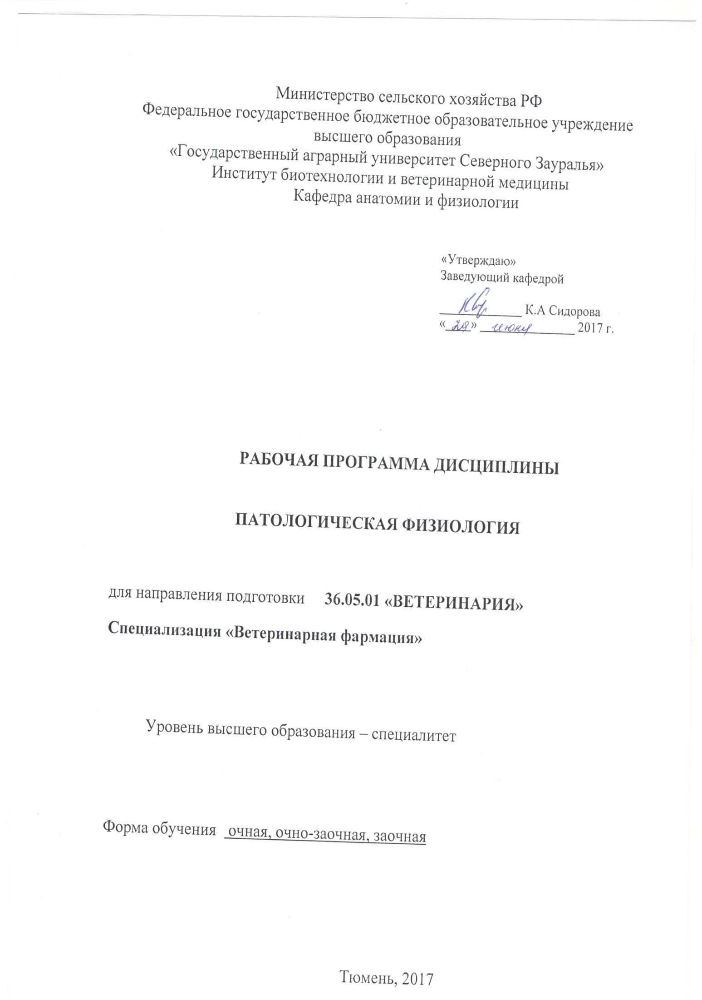 Министерство сельского хозяйства РФ
Федеральное государственное бюджетное образовательное учреждение
высшего образования
«Государственный аграрный университет Северного Зауралья»
Институт биотехнологии и ветеринарной медицины
Кафедра анатомии и физиологии
«Утверждаю»
Заведующий кафедрой
К.А Сидорова
«» июня 2017 г.
РАБОЧАЯ ПРОГРАММА ДИСЦИПЛИНЫ
ПАТОЛОГИЧЕСКАЯ ФИЗИОЛОГИЯ
для направления подготовки 36.05.01 «ВЕТЕРИНАРИЯ»
Специализация «Ветеринарная фармация»
Уровень высшего образования – специалитет
Форма обучения очная, очно-заочная, заочная
Тюмень, 2017